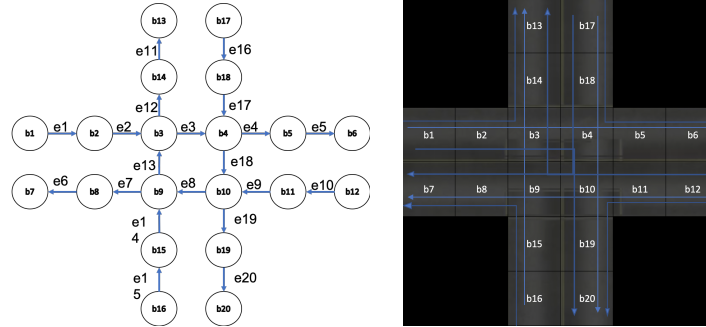 b13 b17
e11 e16
b14 b18
e12 e17
b1 e1 b2 e2 b3 e3 b4 e4 b5 e5 b6
e13 e18
b7 e6 b8 e7 b9 e8 b10 e9 b11 e10 b12
e1
4
e19
b15 b19
e1
5
e20
b16 b20
b13 b17
b14 b18
b1 b2 b3 b4 b5 b6
b7 b8 b9 b10 b11 b12
b15 b19
b16 b20